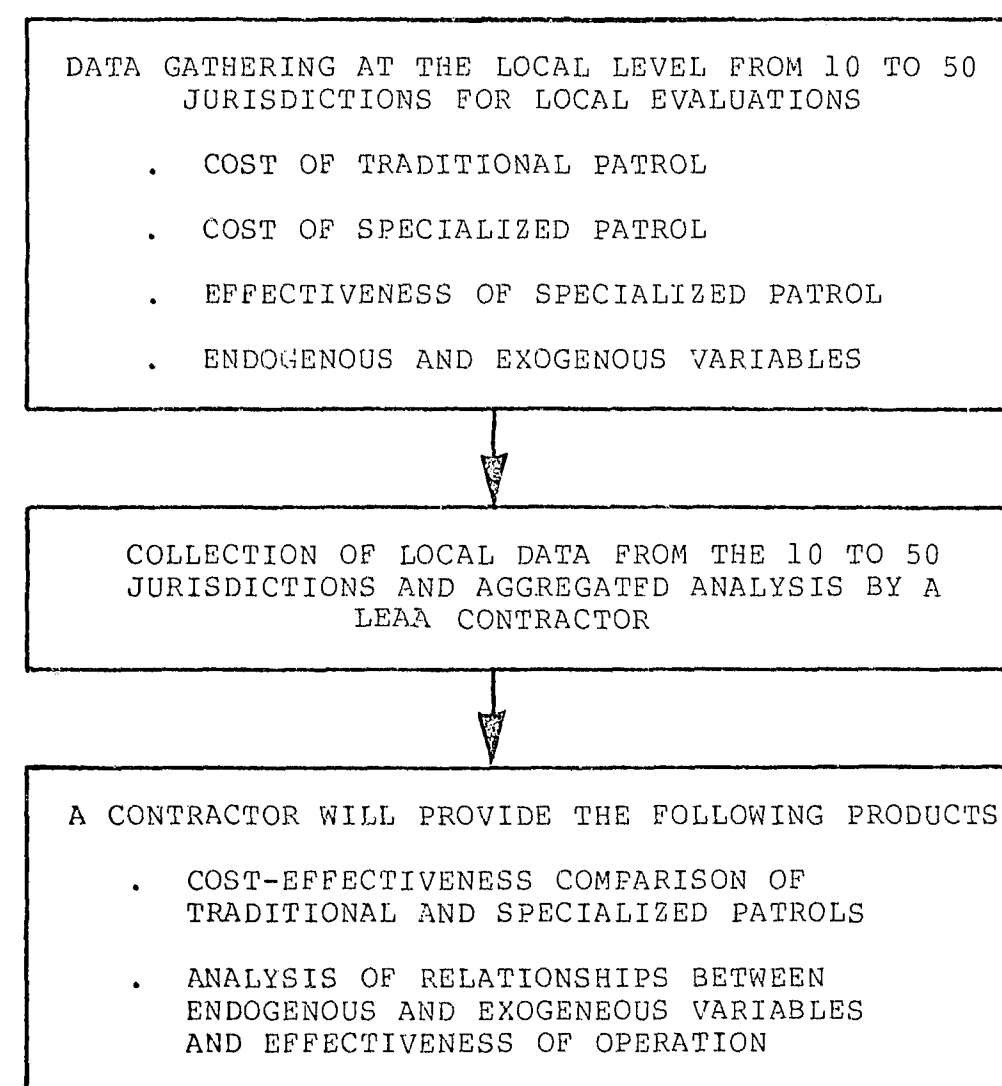 DATA GATHERING AT THE LOCAL LEVEL FROM 10 TO 50
JURISDICTIONS FOR LOCAL EVALUATIONS
. COST OF TRADITIONAL PATROL
. COST OF SPECIALIZED PATROL
. EFFECTIVENESS OF SPECIALIZED PATROL
. ENDOGENOUS AND EXOGENOUS VARIABLES
COLLECTION OF LOCAL DATA FROM THE 10 TO 50
JURISDICTIONS AND AGGREGATED ANALYSIS BY A
LEAA CONTRACTOR
A CONTRACTOR WILL PROVIDE THE FOLLOWING PRODUCTS
. COST-EFFECTIVENESS COMPARISON OF
TRADITIONAL AND SPECIALIZED PATROLS
. ANALYSIS OF RELATIONSHIPS BETWEEN
ENDOGENOUS AND EXOGENEOUS VARIABLES
AND EFFECTIVENESS OF OPERATION